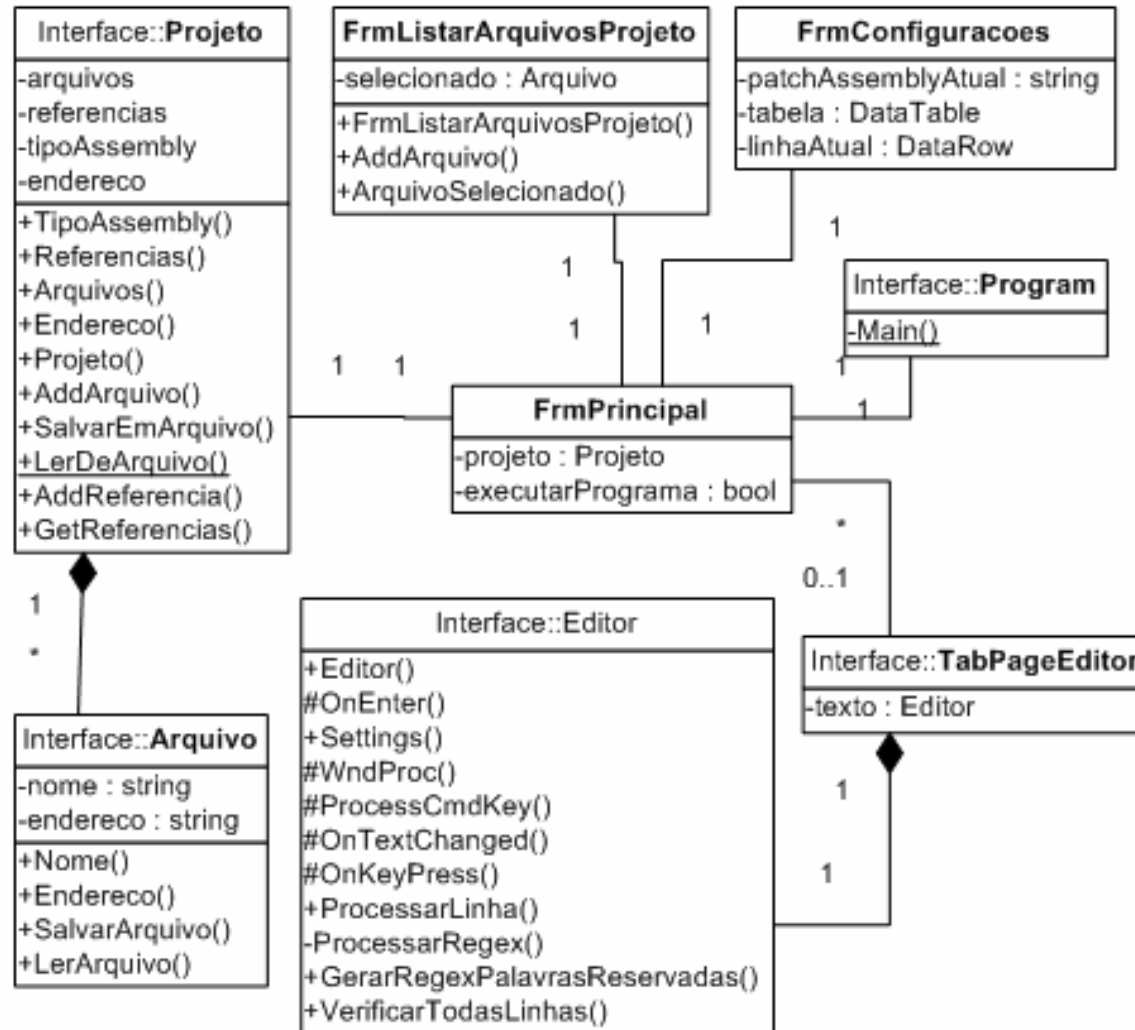 Interface::Projeto
-arquivos
-referencias
-tipoAssembly
-endereco
+TipoAssembly()
+Referencias()
+Arquivos()
+Endereco()
+Projeto()
+AddArquivo()
+SalvarEmArquivo()
+LerDeArquivo()
+AddReferencia()
+GetReferencias()
FrmListarArquivosProjeto
-selecionado : Arquivo
+FrmListarArquivosProjeto()
+AddArquivo()
+ArquivoSelecionado()
FrmConfiguracoes
-patchAssemblyAtual : string
-tabela : DataTable
-linhaAtual : DataRow
1
1
1
1
Interface::Program
-Main()
1
1
1
1
FrmPrincipal
-projeto : Projeto
-executarPrograma : bool
*
0..1
1
*
Interface::Arquivo
-nome : string
-endereco : string
+Nome()
+Endereco()
+SalvarArquivo()
+LerArquivo()
Interface::Editor
+Editor()
#OnEnter()
+Settings()
#WndProc()
#ProcessCmdKey()
#OnTextChanged()
#OnKeyPress()
+ProcessarLinha()
-ProcessarRegex()
+GerarRegexPalavrasReservadas()
+VerificarTodasLinhas()
Interface::TabPageEditor
-texto : Editor
1
1